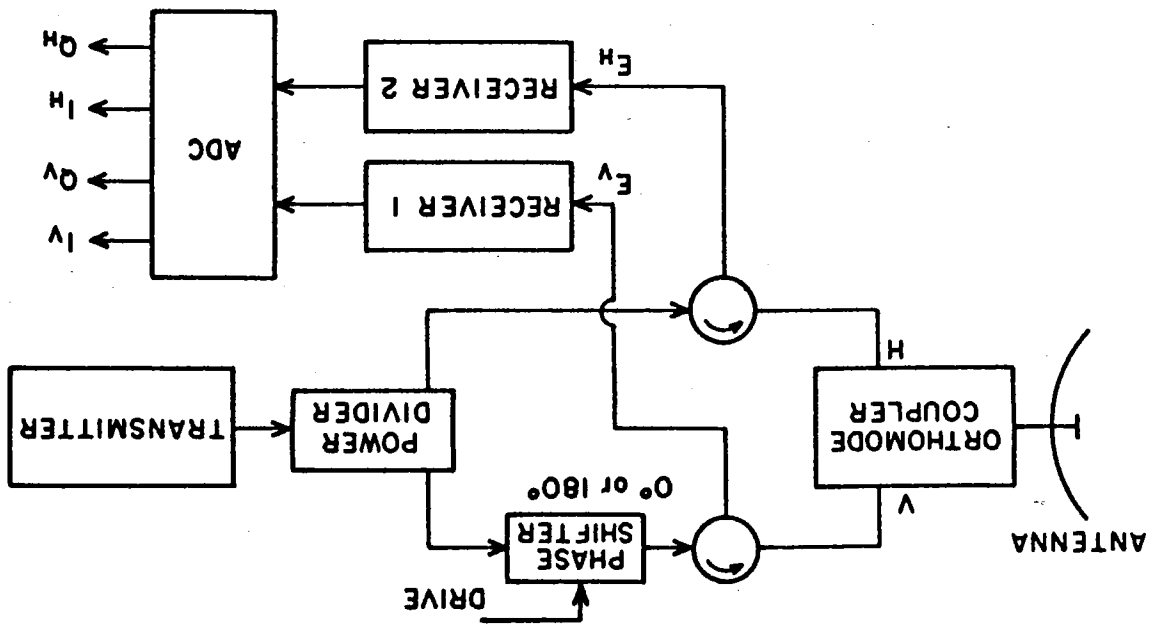 DRIVE
ANTENNA
PHASE
SHIFTER
0° or 180°
V
ORTHOMODE
COUPLER
H
POWER
DIVIDER
TRANSMITTER
E_V
RECEIVER 1
ADC
I_V
Q_V
I_H
Q_H
E_H
RECEIVER 2